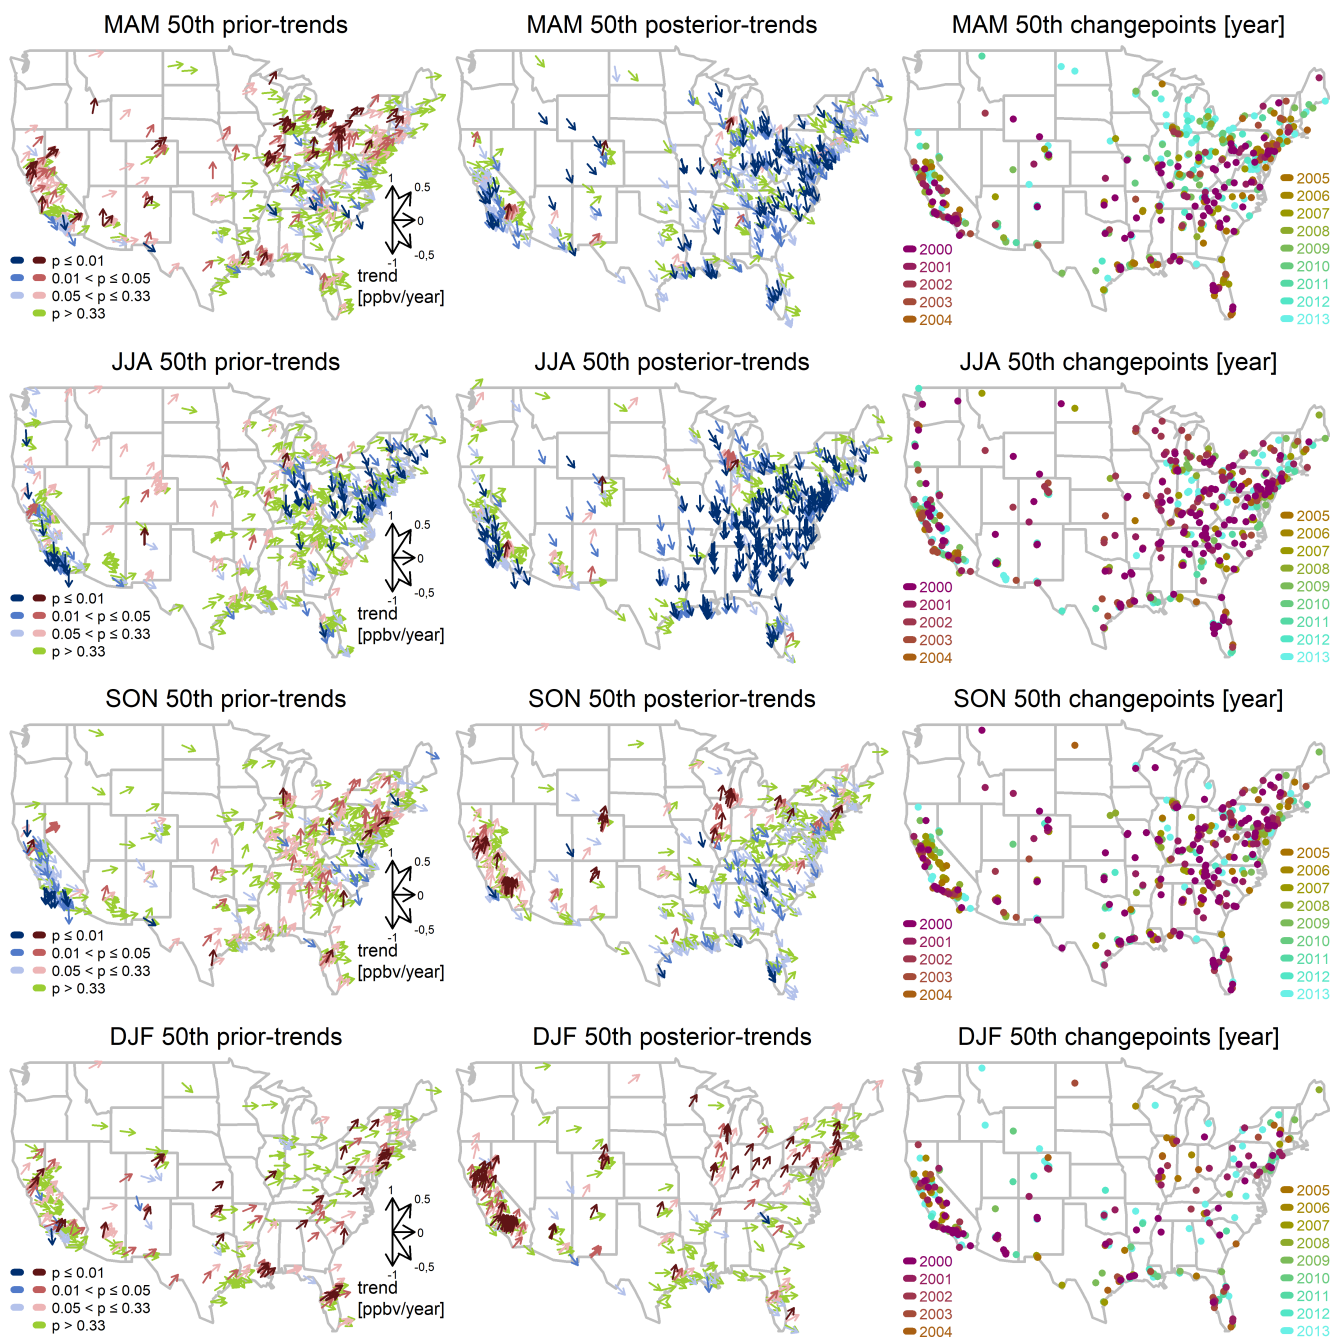 MAM 50th prior-trends
MAM 50th posterior-trends
MAM 50th changepoints [year]
1
0.5
0
-0.5
-1
trend
[ppbv/year]
p ≤ 0.01
0.01 < p ≤ 0.05
0.05 < p ≤ 0.33
p > 0.33
2000
2001
2002
2003
2004
2005
2006
2007
2008
2009
2010
2011
2012
2013
JJA 50th prior-trends
JJA 50th posterior-trends
JJA 50th changepoints [year]
1
0.5
0
-0.5
-1
trend
[ppbv/year]
p ≤ 0.01
0.01 < p ≤ 0.05
0.05 < p ≤ 0.33
p > 0.33
2000
2001
2002
2003
2004
2005
2006
2007
2008
2009
2010
2011
2012
2013
SON 50th prior-trends
SON 50th posterior-trends
SON 50th changepoints [year]
1
0.5
0
-0.5
-1
trend
[ppbv/year]
p ≤ 0.01
0.01 < p ≤ 0.05
0.05 < p ≤ 0.33
p > 0.33
2000
2001
2002
2003
2004
2005
2006
2007
2008
2009
2010
2011
2012
2013
DJF 50th prior-trends
DJF 50th posterior-trends
DJF 50th changepoints [year]
1
0.5
0
-0.5
-1
trend
[ppbv/year]
p ≤ 0.01
0.01 < p ≤ 0.05
0.05 < p ≤ 0.33
p > 0.33
2000
2001
2002
2003
2004
2005
2006
2007
2008
2009
2010
2011
2012
2013